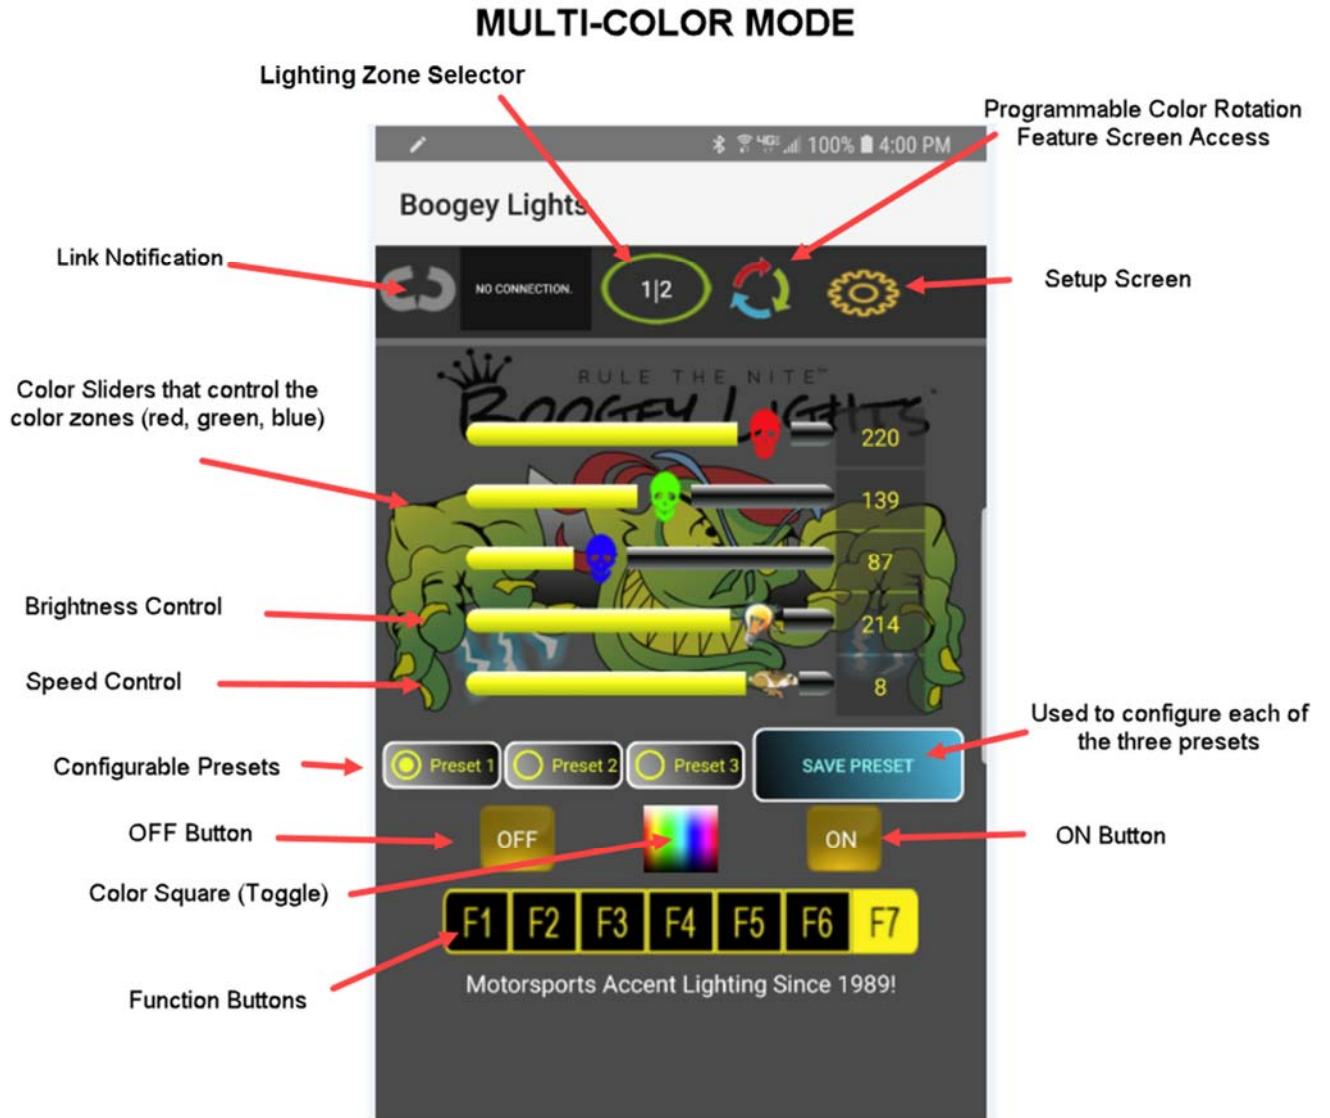 MULTI-COLOR MODE
Lighting Zone Selector
Programmable Color Rotation
Feature Screen Access
100% 4:00 PM
Boogey Lights
Link Notification
NO CONNECTION.
1|2
Setup Screen
RULE THE NITE™
BOOGEY LIGHTS
Color Sliders that control the
color zones (red, green, blue)
220
139
87
Brightness Control
214
Speed Control
8
Used to configure each of
the three presets
Configurable Presets
Preset 1
Preset 2
Preset 3
SAVE PRESET
OFF Button
OFF
ON
ON Button
Color Square (Toggle)
F1 F2 F3 F4 F5 F6 F7
Function Buttons
Motorsports Accent Lighting Since 1989!